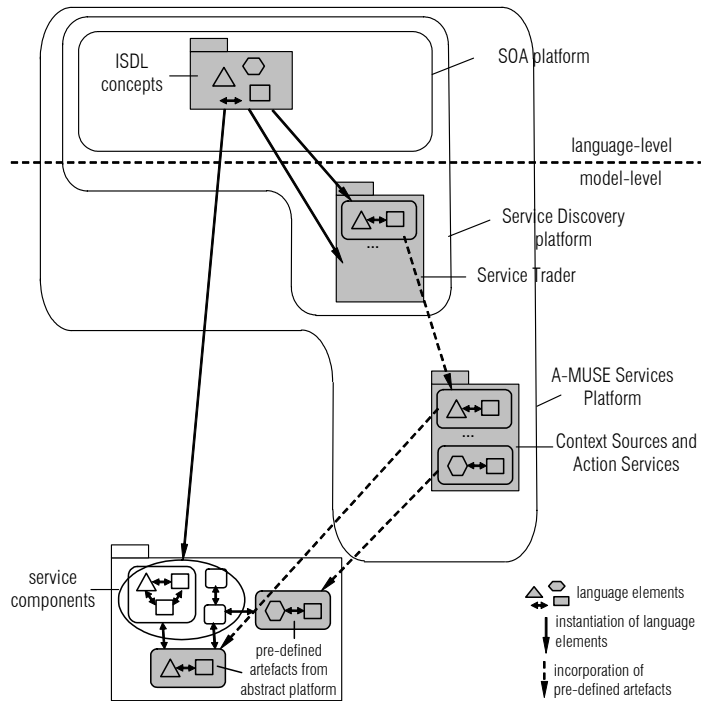 ISDL
concepts
SOA platform
language-level
model-level
Service Discovery
platform
...
Service Trader
A-MUSE Services
Platform
...
Context Sources and
Action Services
service
components
pre-defined
artefacts from
abstract platform
language elements
instantiation of language
elements
incorporation of
pre-defined artefacts